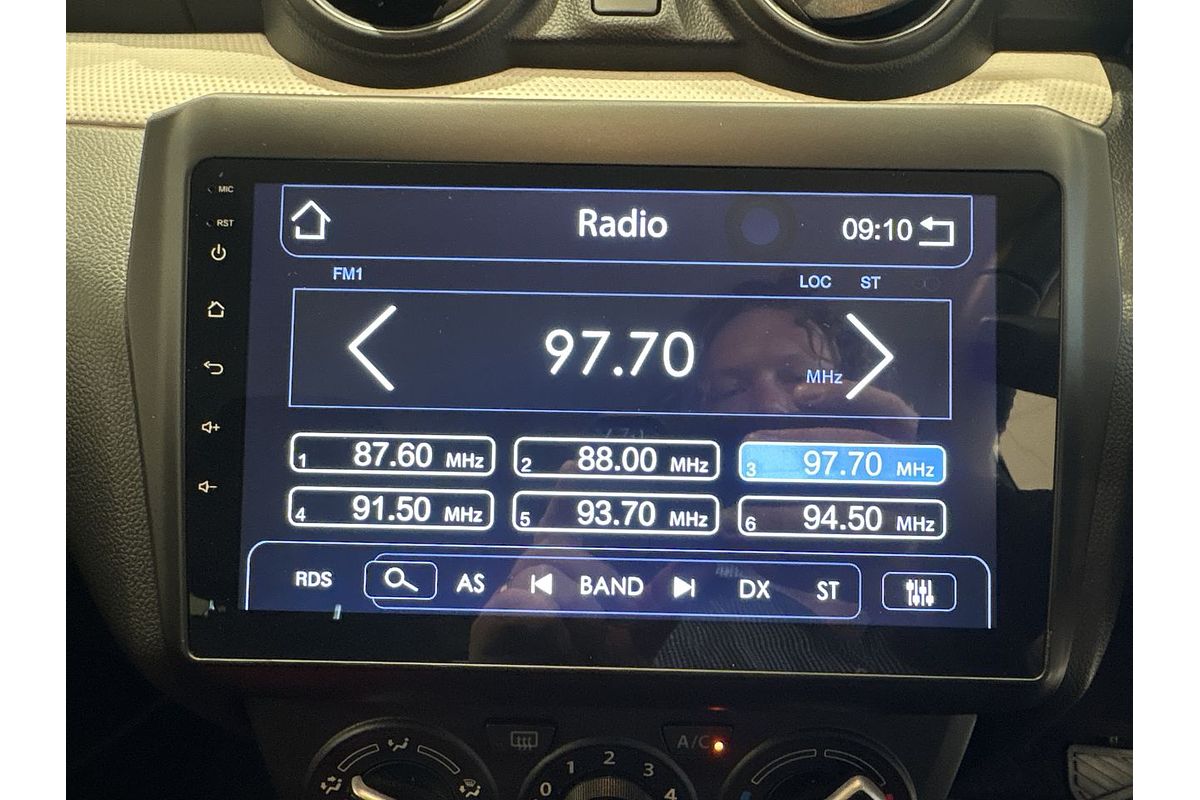 MIC
RST
Radio
09:10
FM1
LOC ST
97.70 MHz
1 87.60 MHz 2 88.00 MHz 3 97.70 MHz
4 91.50 MHz 5 93.70 MHz 6 94.50 MHz
RDS AS BAND DX ST
A/C
0 1 2 3 4